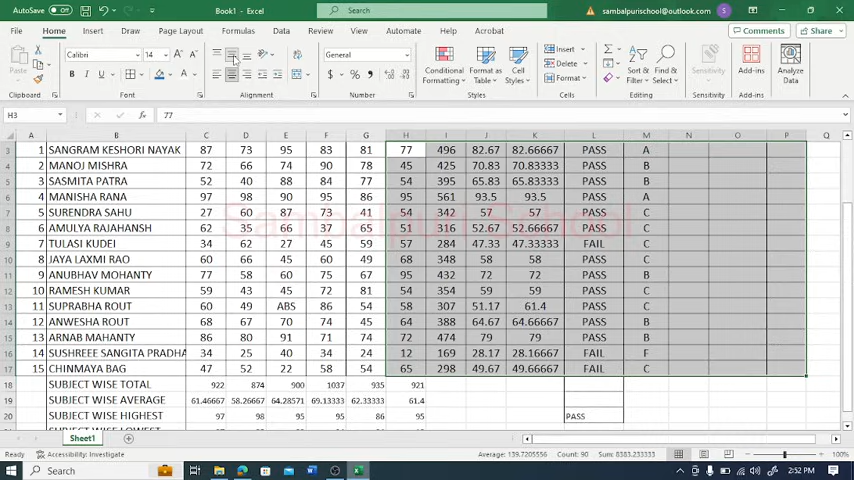 AutoSave Off Book1 - Excel Search sambalpurischool@outlook.com S
File Home Insert Draw Page Layout Formulas Data Review View Automate Help Acrobat Comments Share
Paste Calibri 14 General Conditional Formatting Format as Table Cell Styles Insert Delete Format Sort & Filter Find & Select Sensitivity Add-ins Analyze Data
Clipboard Font Alignment Number Styles Cells Editing Sensitivity Add-ins
H3 fx 77
A B C D E F G H I J K L M N O P Q
3 1 SANGRAM KESHORI NAYAK 87 73 95 83 81 77 496 82.67 82.66667 PASS A
4 2 MANOJ MISHRA 72 66 74 90 78 45 425 70.83 70.83333 PASS B
5 3 SASMITA PATRA 52 40 88 84 77 54 395 65.83 65.83333 PASS B
6 4 MANISHA RANA 97 98 90 95 86 95 561 93.5 93.5 PASS A
7 5 SURENDRA SAHU 27 60 87 73 41 54 342 57 57 PASS C
8 6 AMULYA RAJAHANSH 62 35 66 37 65 51 316 52.67 52.66667 PASS C
9 7 TULASI KUDEI 34 62 27 45 59 57 284 47.33 47.33333 FAIL C
10 8 JAYA LAXMI RAO 60 66 45 60 49 68 348 58 58 PASS C
11 9 ANUBHAV MOHANTY 77 58 60 75 67 95 432 72 72 PASS B
12 10 RAMESH KUMAR 59 43 45 72 81 54 354 59 59 PASS C
13 11 SUPRABHA ROUT 60 49 ABS 86 54 58 307 51.17 61.4 PASS C
14 12 ANWESHA ROUT 68 67 70 74 45 64 388 64.67 64.66667 PASS B
15 13 ARNAB MAHANTY 86 80 91 71 74 72 474 79 79 PASS B
16 14 SUSHREEE SANGITA PRADHA 34 25 40 34 24 12 169 28.17 28.16667 FAIL F
17 15 CHINMAYA BAG 49 52 22 58 54 65 298 49.67 49.66667 FAIL C
18 SUBJECT WISE TOTAL 922 874 900 1037 935 921
19 SUBJECT WISE AVERAGE 61.46667 58.26667 64.28571 69.13333 62.33333 61.4
20 SUBJECT WISE HIGHEST 97 98 95 95 86 95 PASS
Sambalpuri School
Sheet1
Ready Accessibility: Investigate Average: 139.7206556 Count: 90 Sum: 8583.233333 100%
Search 2:52 PM